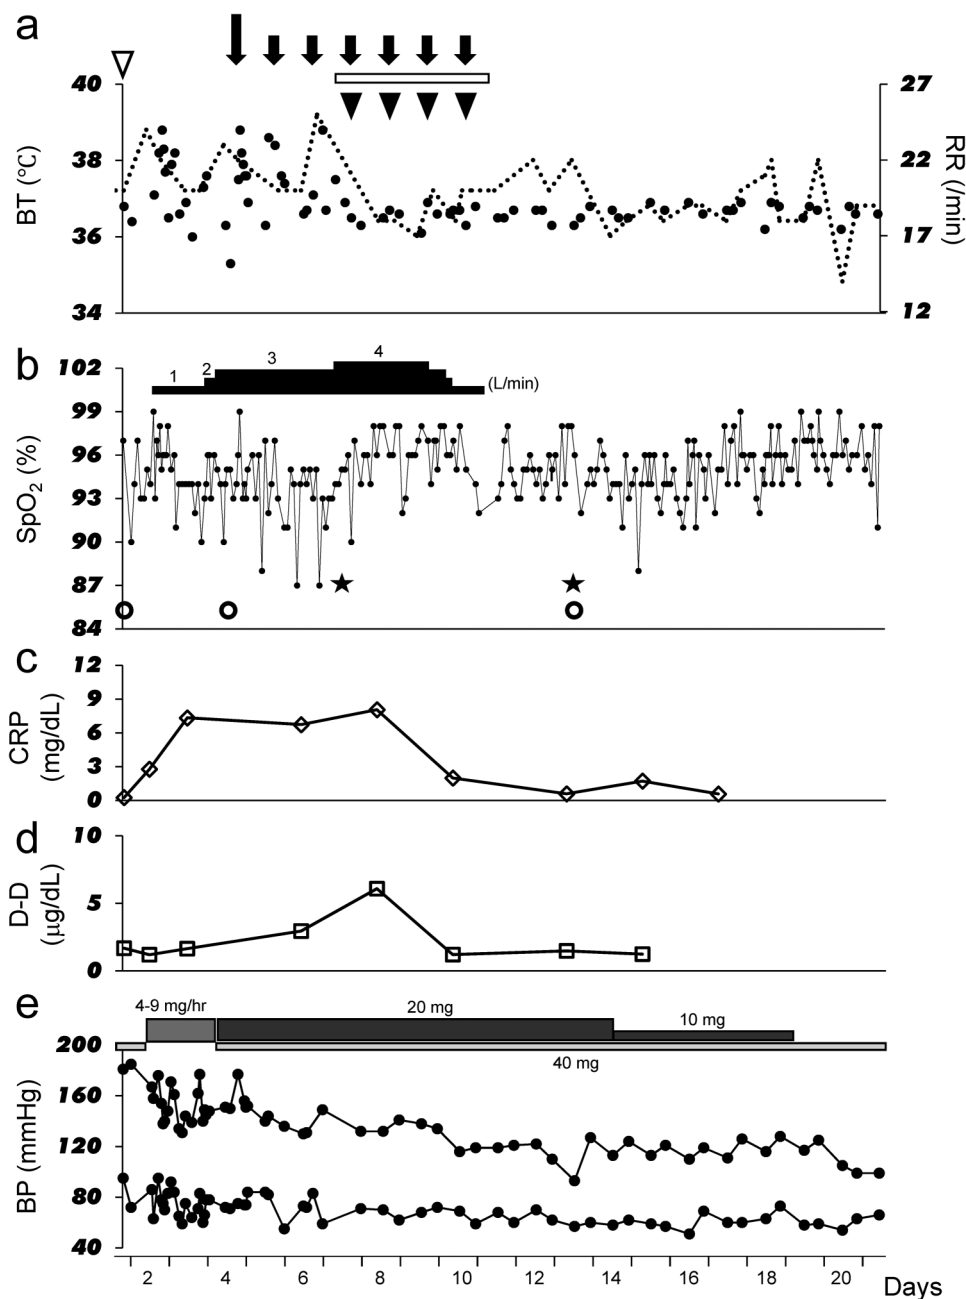 a
40
38
36
34
BT (℃)
27
22
17
12
RR (/min)
b
102
99
96
93
90
87
84
SpO2 (%)
1
2
3
4
(L/min)
c
12
9
6
3
0
CRP
(mg/dL)
d
10
5
0
D-D
(μg/dL)
e
4-9 mg/hr
20 mg
10 mg
40 mg
200
160
120
80
40
BP (mmHg)
2 4 6 8 10 12 14 16 18 20
Days